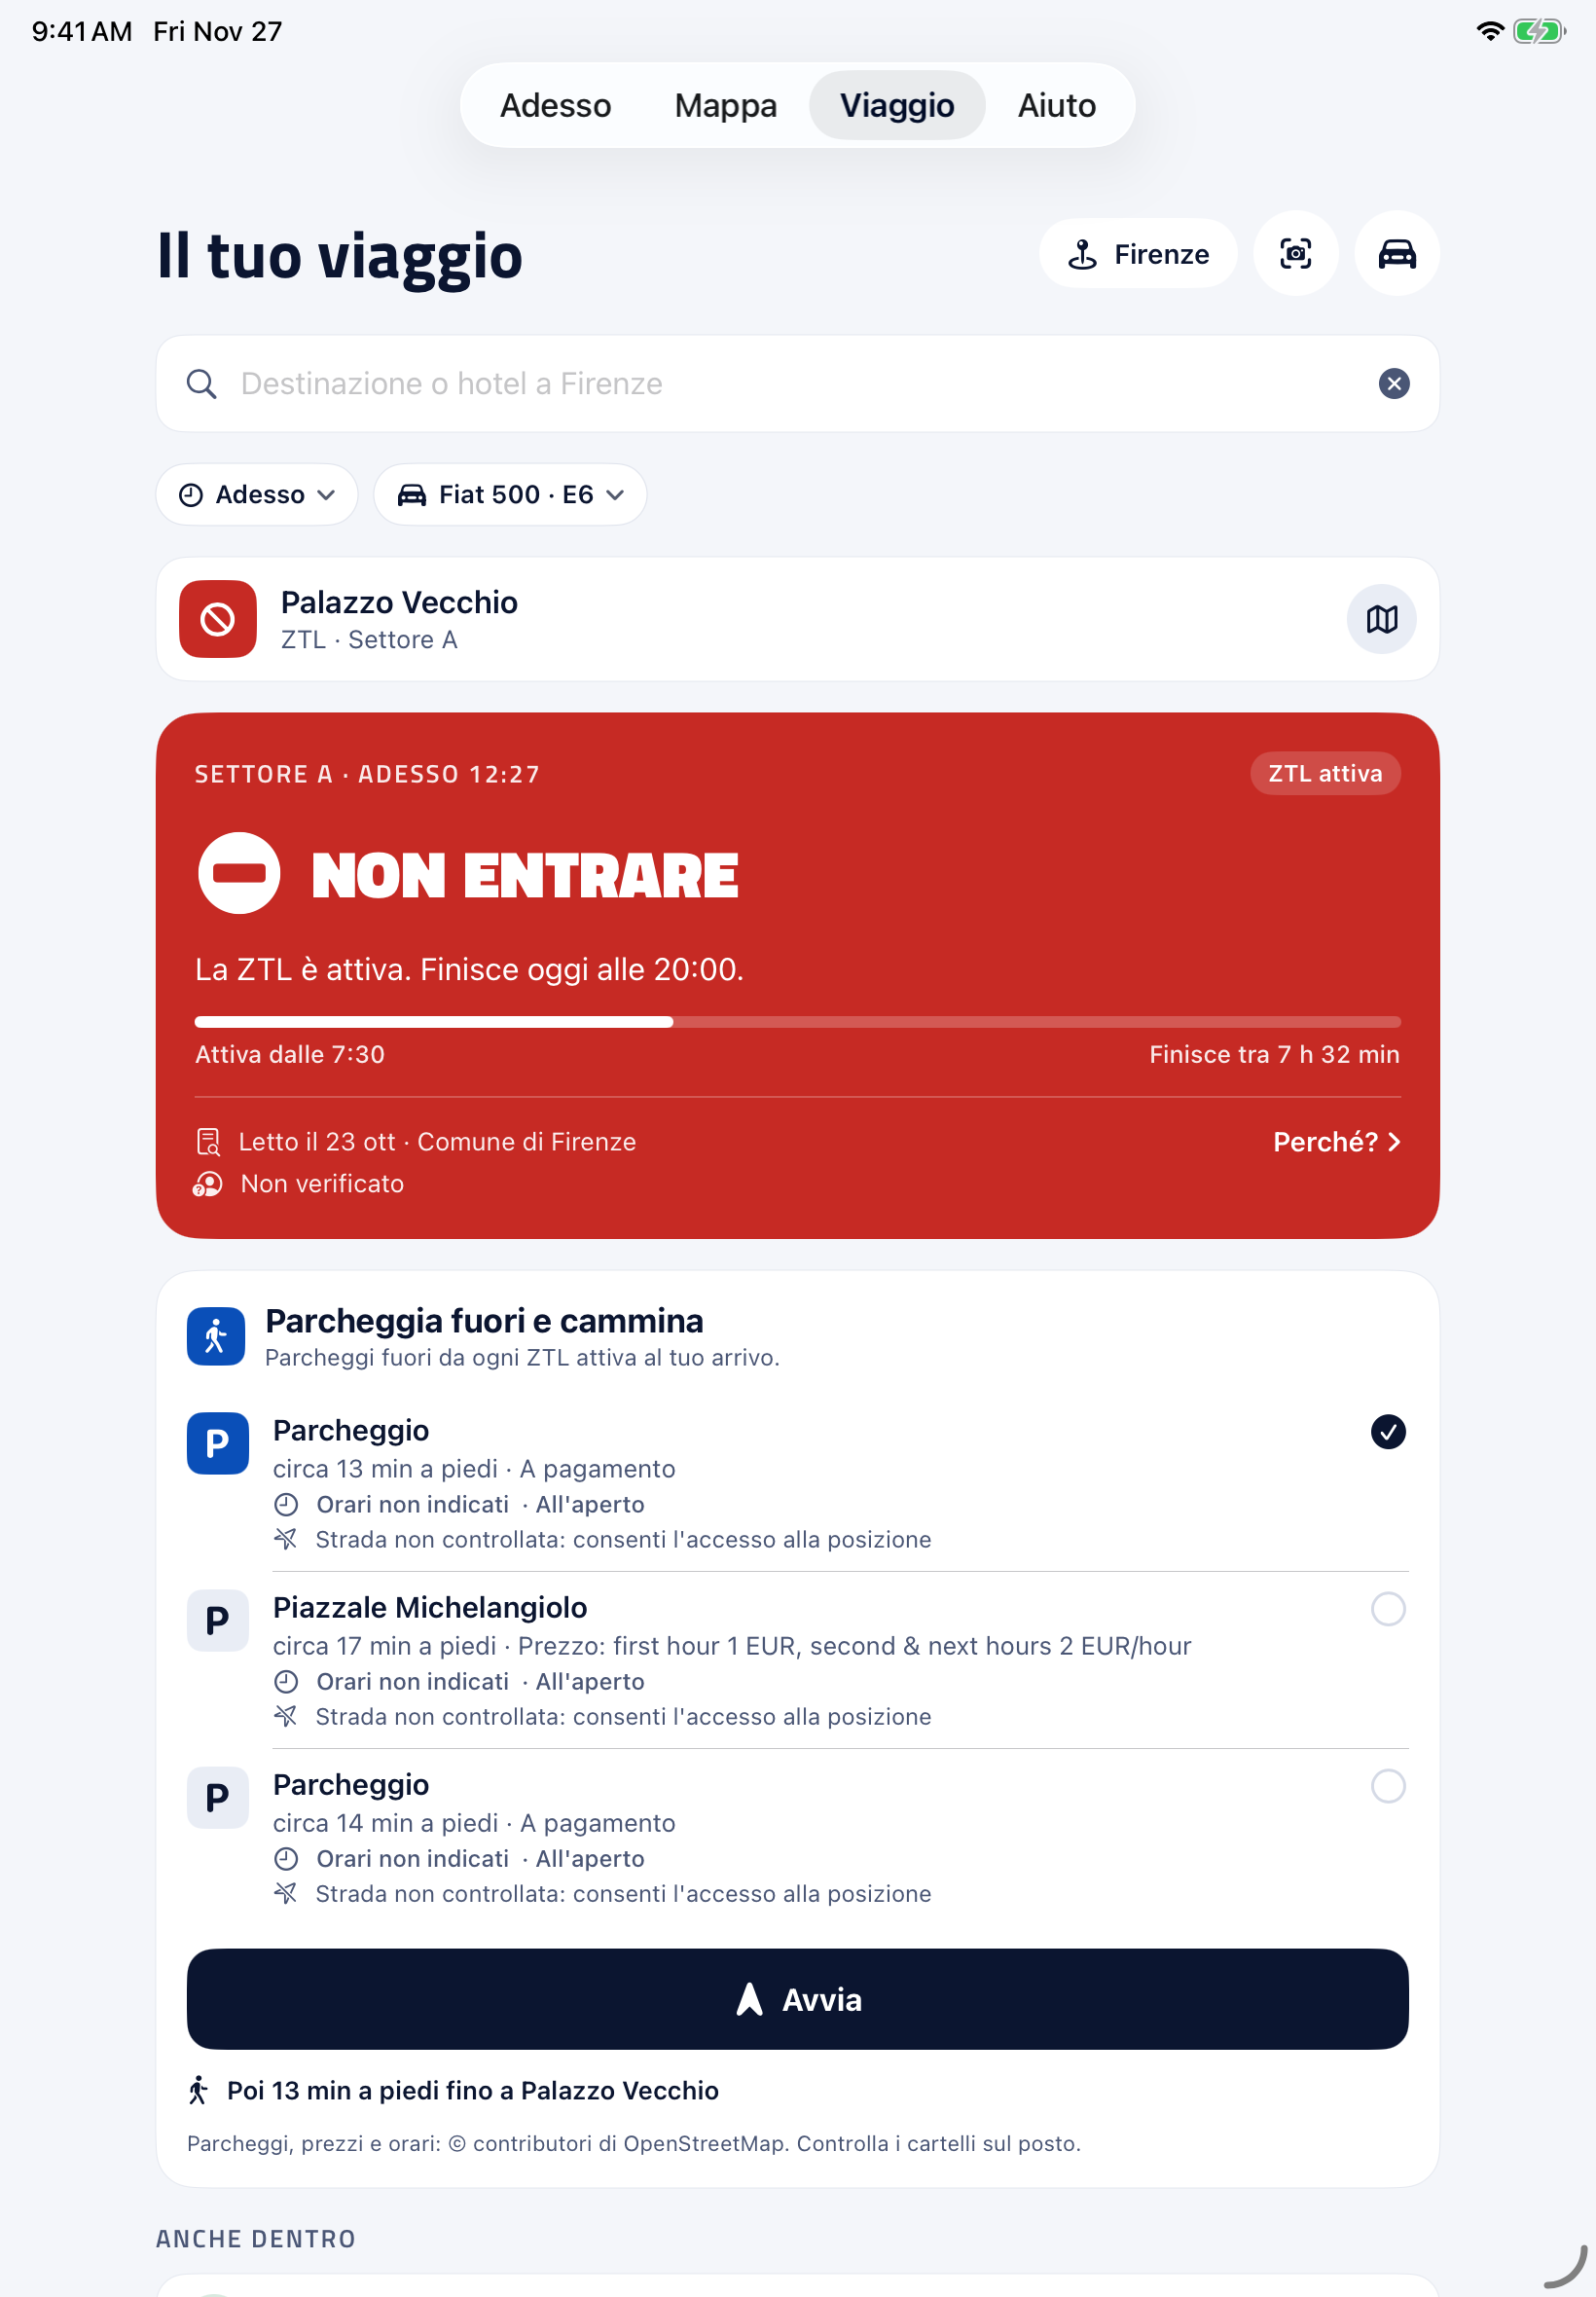 9:41 AM Fri Nov 27
Adesso Mappa Viaggio Aiuto
Il tuo viaggio
Firenze
Destinazione o hotel a Firenze
Adesso
Fiat 500 · E6
Palazzo Vecchio
ZTL · Settore A
SETTORE A · ADESSO 12:27
ZTL attiva
NON ENTRARE
La ZTL è attiva. Finisce oggi alle 20:00.
Attiva dalle 7:30
Finisce tra 7 h 32 min
Letto il 23 ott · Comune di Firenze
Perché?
Non verificato
Parcheggia fuori e cammina
Parcheggi fuori da ogni ZTL attiva al tuo arrivo.
P
Parcheggio
circa 13 min a piedi · A pagamento
Orari non indicati · All'aperto
Strada non controllata: consenti l'accesso alla posizione
P
Piazzale Michelangiolo
circa 17 min a piedi · Prezzo: first hour 1 EUR, second & next hours 2 EUR/hour
Orari non indicati · All'aperto
Strada non controllata: consenti l'accesso alla posizione
P
Parcheggio
circa 14 min a piedi · A pagamento
Orari non indicati · All'aperto
Strada non controllata: consenti l'accesso alla posizione
Avvia
Poi 13 min a piedi fino a Palazzo Vecchio
Parcheggi, prezzi e orari: © contributori di OpenStreetMap. Controlla i cartelli sul posto.
ANCHE DENTRO